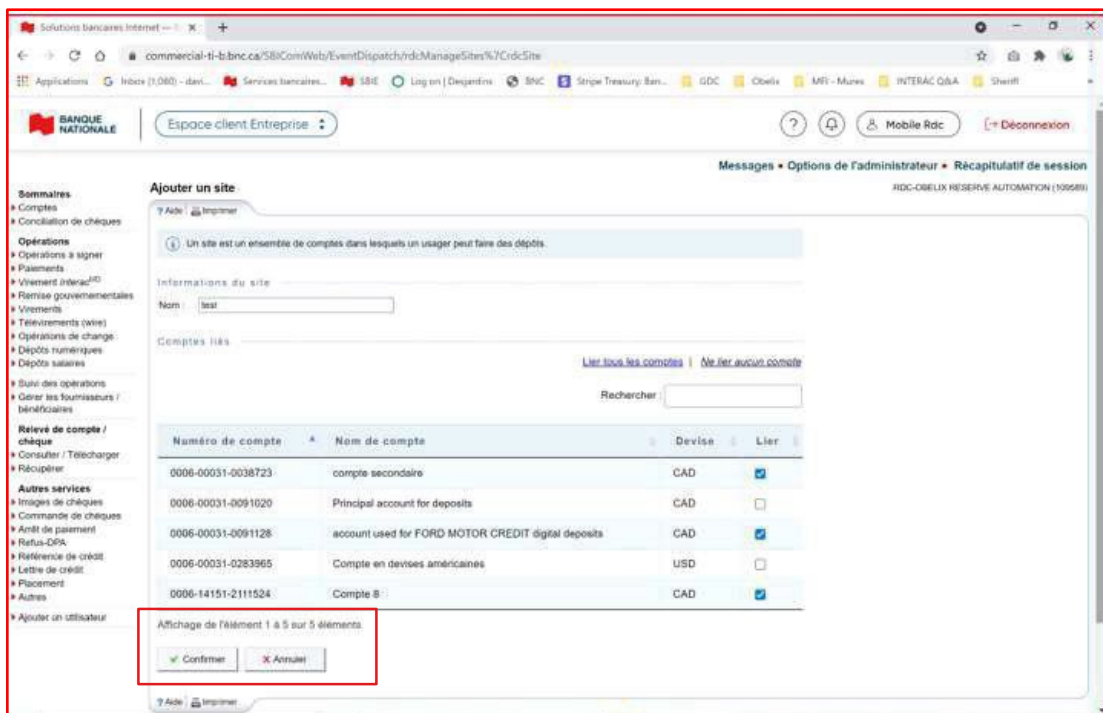 Solutions bancaires Internet —
commercial-ti-b.bnc.ca/SBIComWeb/EventDispatch/rdcManageSites%7CrdcSite
Applications
Inbox (1,060) - davi...
Services bancaires...
SBIE
Log on | Desjardins
BNC
Stripe Treasury: Ban...
GDC
Obelix
MFI - Murex
INTERAC Q&A
Sheriff
BANQUE
NATIONALE
Espace client Entreprise
?
Mobile Rdc
Déconnexion
Messages • Options de l'administrateur • Récapitulatif de session
RDC-OBELIX RESERVE AUTOMATION (109589)
Sommaires
Comptes
Conciliation de chèques
Opérations
Opérations à signer
Paiements
Virement Interac
Remise gouvernementales
Virements
Télévirements (wire)
Opérations de change
Dépôts numériques
Dépôts salaires
Suivi des opérations
Gérer les fournisseurs /
bénéficiaires
Relevé de compte /
chèque
Consulter / Télécharger
Récupérer
Autres services
Images de chèques
Commande de chèques
Arrêt de paiement
Refus-DPA
Référence de crédit
Lettre de crédit
Placement
Autres
Ajouter un utilisateur
Ajouter un site
? Aide Imprimer
Un site est un ensemble de comptes dans lesquels un usager peut faire des dépôts.
Informations du site
Nom : test
Comptes liés
Lier tous les comptes | Ne lier aucun compte
Rechercher :
Numéro de compte Nom de compte Devise Lier
0006-00031-0038723 compte secondaire CAD
0006-00031-0091020 Principal account for deposits CAD
0006-00031-0091128 account used for FORD MOTOR CREDIT digital deposits CAD
0006-00031-0283965 Compte en devises américaines USD
0006-14151-2111524 Compte 8 CAD
Affichage de l'élément 1 à 5 sur 5 éléments
Confirmer Annuler
? Aide Imprimer